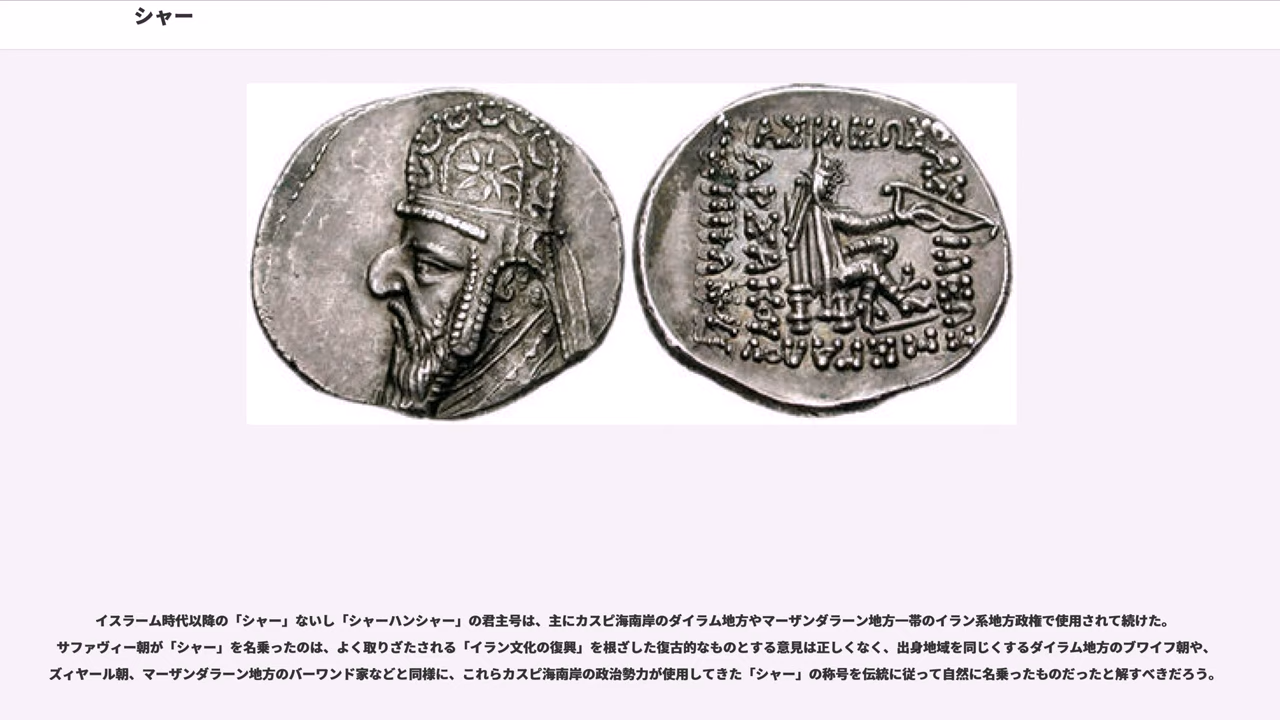 シャー
イスラーム時代以降の「シャー」ないし「シャーハンシャー」の君主号は、主にカスピ海南岸のダイラム地方やマーザンダラーン地方一帯のイラン系地方政権で使用されて続けた。
サファヴィー朝が「シャー」を名乗ったのは、よく取りざたされる「イラン文化の復興」を根ざした復古的なものとする意見は正しくなく、出身地域を同じくするダイラム地方のブワイフ朝や、
ズィヤール朝、マーザンダラーン地方のバーワンド家などと同様に、これらカスピ海南岸の政治勢力が使用してきた「シャー」の称号を伝統に従って自然に名乗ったものだったと解すべきだろう。